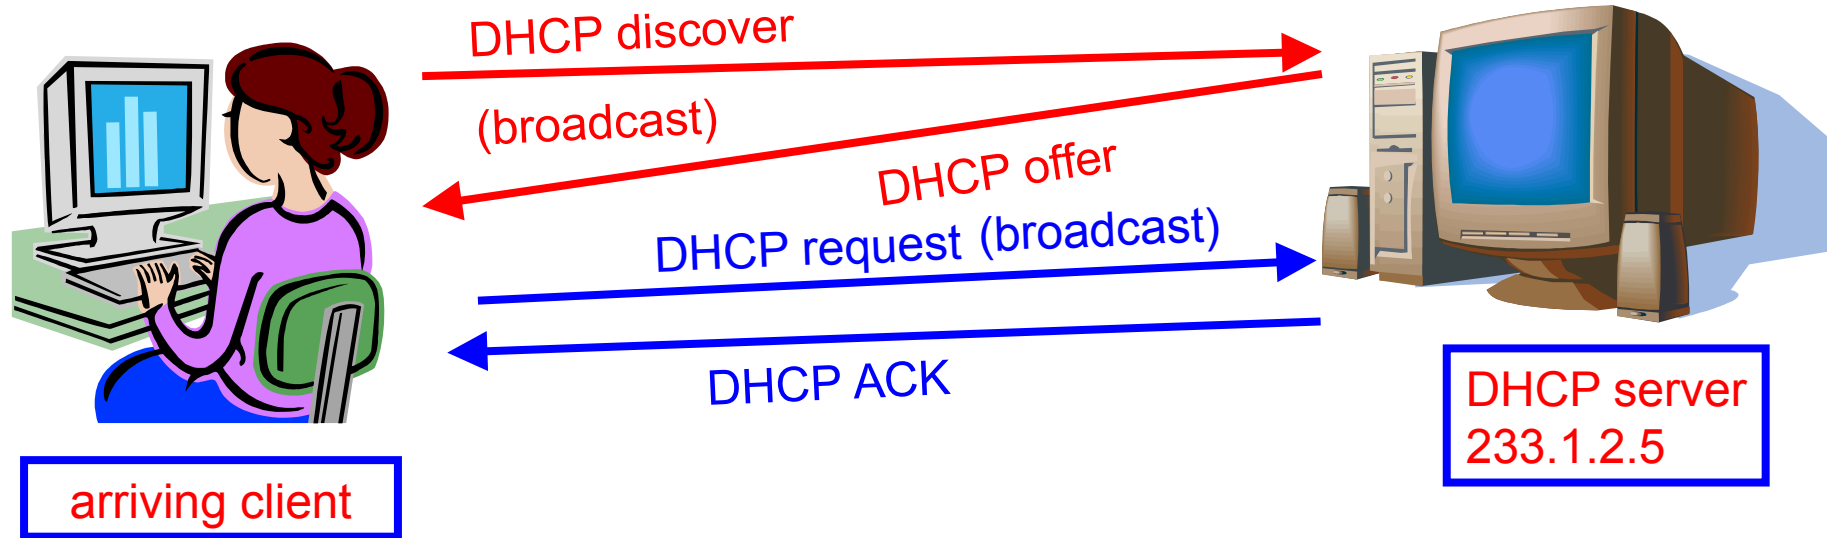 DHCP discover
(broadcast)
DHCP offer
DHCP request (broadcast)
DHCP ACK
DHCP server
233.1.2.5
arriving client